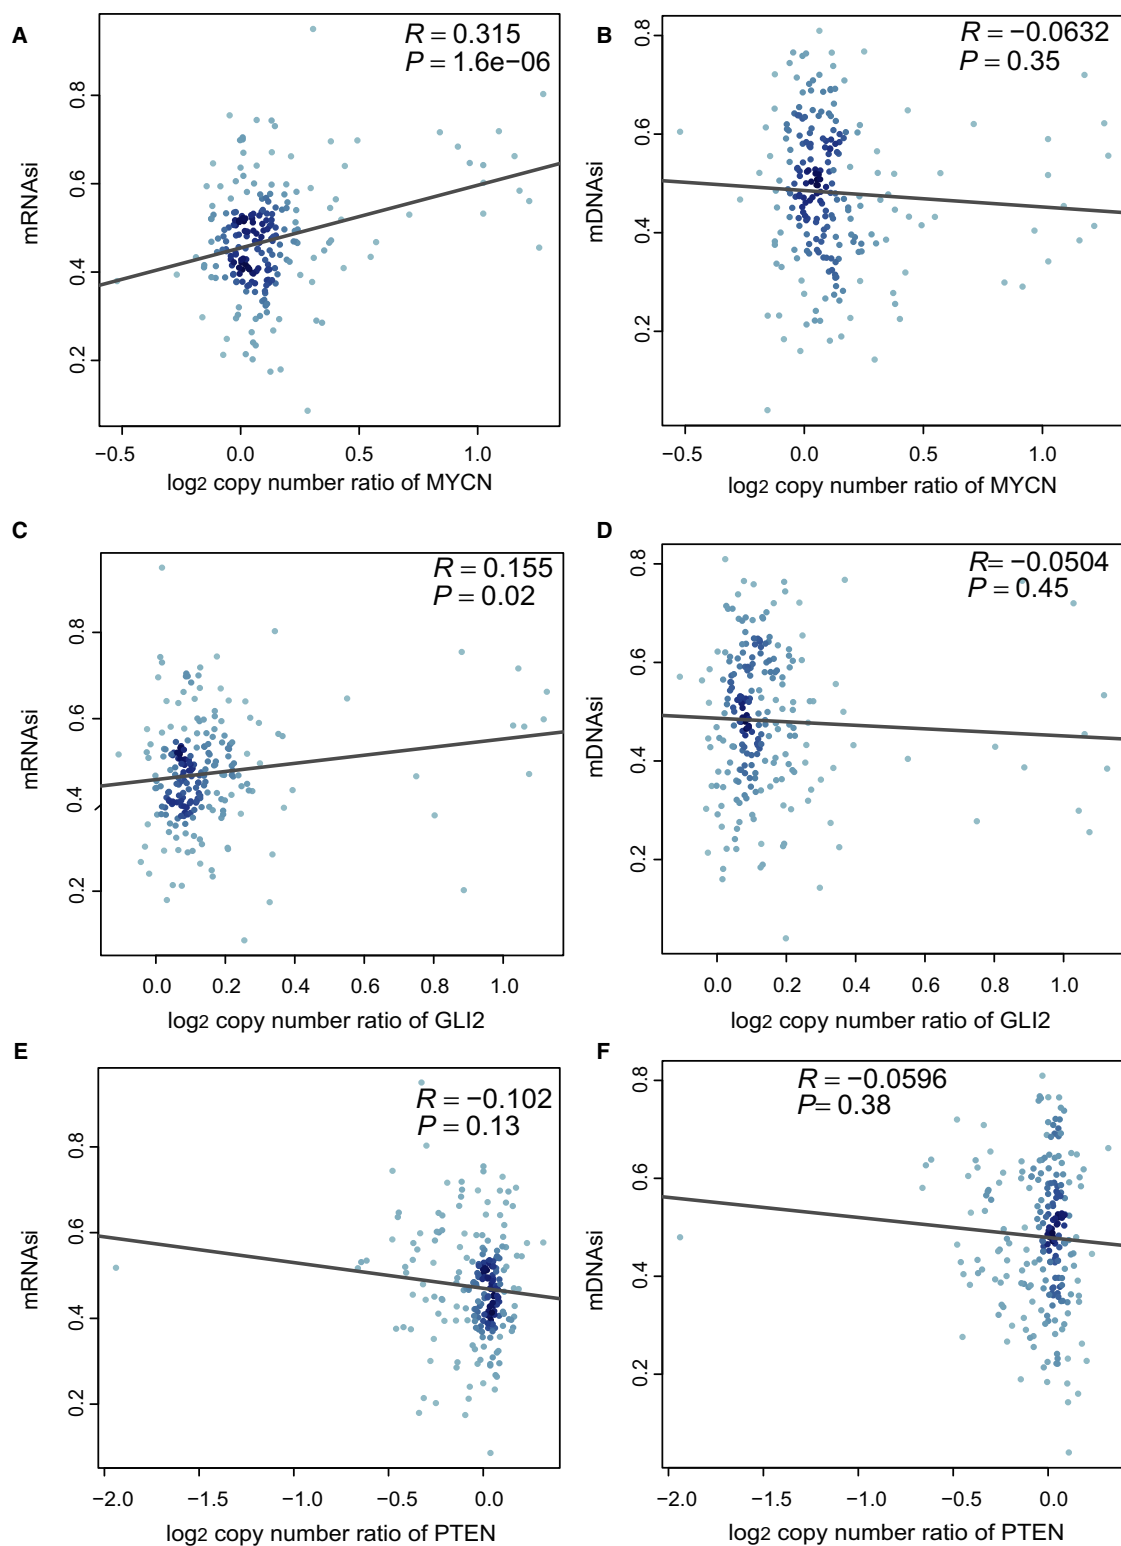 A
R = 0.315
P = 1.6e−06
0.8
0.6
0.4
0.2
mRNAsi
−0.5
0.0
0.5
1.0
log2 copy number ratio of MYCN
B
R = −0.0632
P = 0.35
0.8
0.6
0.4
0.2
mDNAsi
−0.5
0.0
0.5
1.0
log2 copy number ratio of MYCN
C
R = 0.155
P = 0.02
0.8
0.6
0.4
0.2
mRNAsi
0.0
0.2
0.4
0.6
0.8
1.0
log2 copy number ratio of GLI2
D
R= −0.0504
P = 0.45
0.8
0.6
0.4
0.2
mDNAsi
0.0
0.2
0.4
0.6
0.8
1.0
log2 copy number ratio of GLI2
E
R = −0.102
P = 0.13
0.8
0.6
0.4
0.2
mRNAsi
−2.0
−1.5
−1.0
−0.5
0.0
log2 copy number ratio of PTEN
F
R = −0.0596
P= 0.38
0.8
0.6
0.4
0.2
mDNAsi
−2.0
−1.5
−1.0
−0.5
0.0
log2 copy number ratio of PTEN